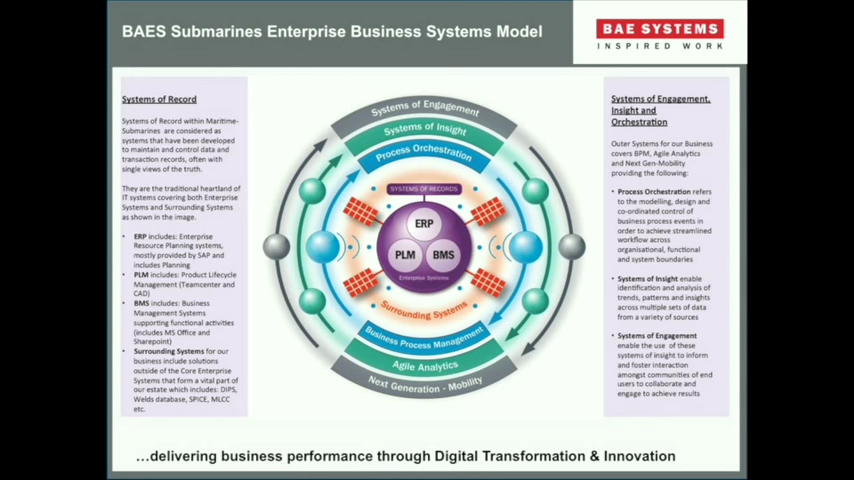 BAES Submarines Enterprise Business Systems Model
BAE SYSTEMS
INSPIRED WORK
Systems of Record
Systems of Record within Maritime-
Submarines are considered as
systems that have been developed
to maintain and control data and
transaction records, often with
single views of the truth.
They are the traditional heartland of
IT systems covering both Enterprise
Systems and Surrounding Systems
as shown in the image.
• ERP includes: Enterprise
Resource Planning systems,
mostly provided by SAP and
includes Planning
• PLM includes: Product Lifecycle
Management (Teamcenter and
CAD)
• BMS includes: Business
Management Systems
supporting functional activities
(includes MS Office and
Sharepoint)
• Surrounding Systems for our
business include solutions
outside of the Core Enterprise
Systems that form a vital part of
our estate which includes: DIPS,
Welds database, SPICE, MLCC
etc.
Systems of Engagement
Systems of Insight
Process Orchestration
SYSTEMS OF RECORDS
ERP
PLM
BMS
Enterprise Systems
Surrounding Systems
Business Process Management
Agile Analytics
Next Generation - Mobility
Systems of Engagement,
Insight and
Orchestration
Outer Systems for our Business
covers BPM, Agile Analytics
and Next Gen-Mobility
providing the following:
• Process Orchestration refers
to the modelling, design and
co-ordinated control of
business process events in
order to achieve streamlined
workflow across
organisational, functional
and system boundaries
• Systems of Insight enable
identification and analysis of
trends, patterns and insights
across multiple sets of data
from a variety of sources
• Systems of Engagement
enable the use of these
systems of insight to inform
and foster interaction
amongst communities of end
users to collaborate and
engage to achieve results
...delivering business performance through Digital Transformation & Innovation